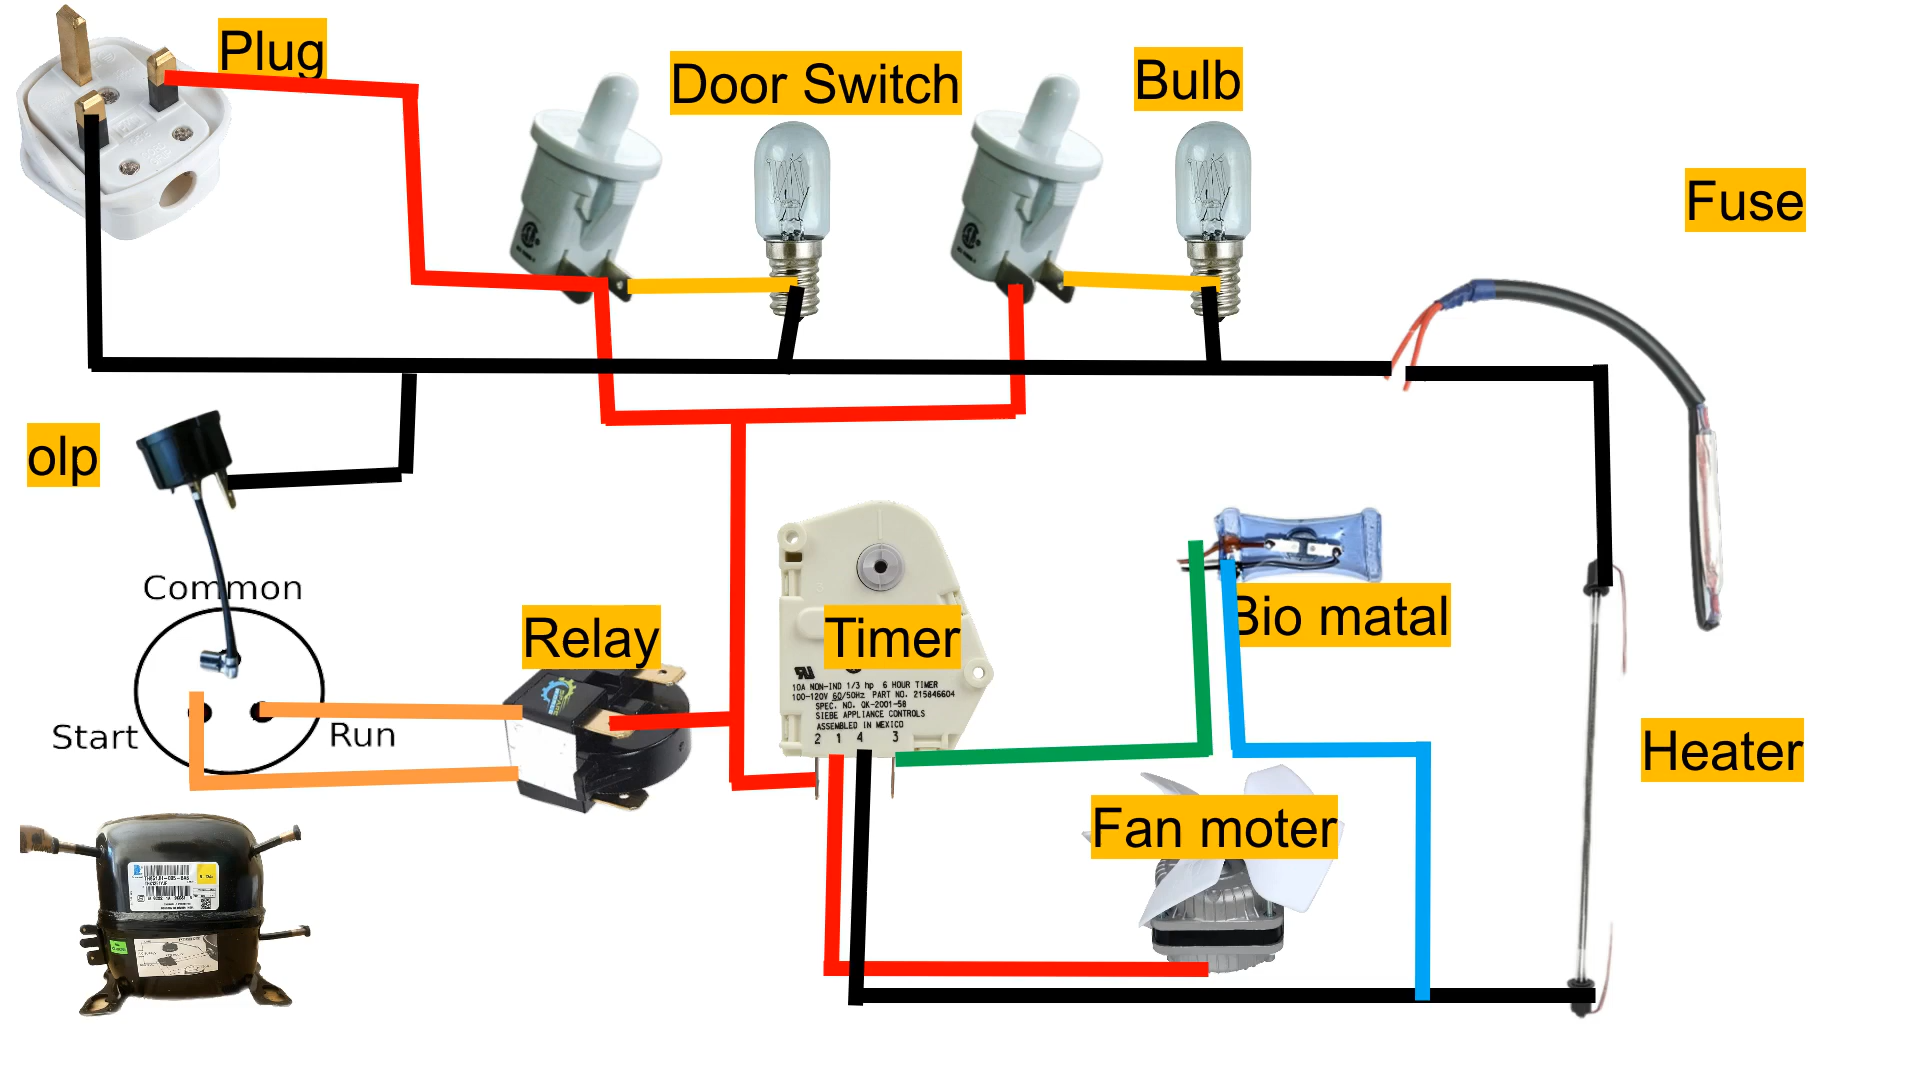 Plug
Door Switch
Bulb
Fuse
olp
Common
Start
Run
Relay
Timer
10A NON-IND 1/3 hp 6 HOUR TIMER
100-120V 60/50Hz PART NO. 215846604
SPEC. NO. QK-2001-58
SIEBE APPLIANCE CONTROLS
ASSEMBLED IN MEXICO
2 1 4 3
Bio matal
Heater
Fan moter